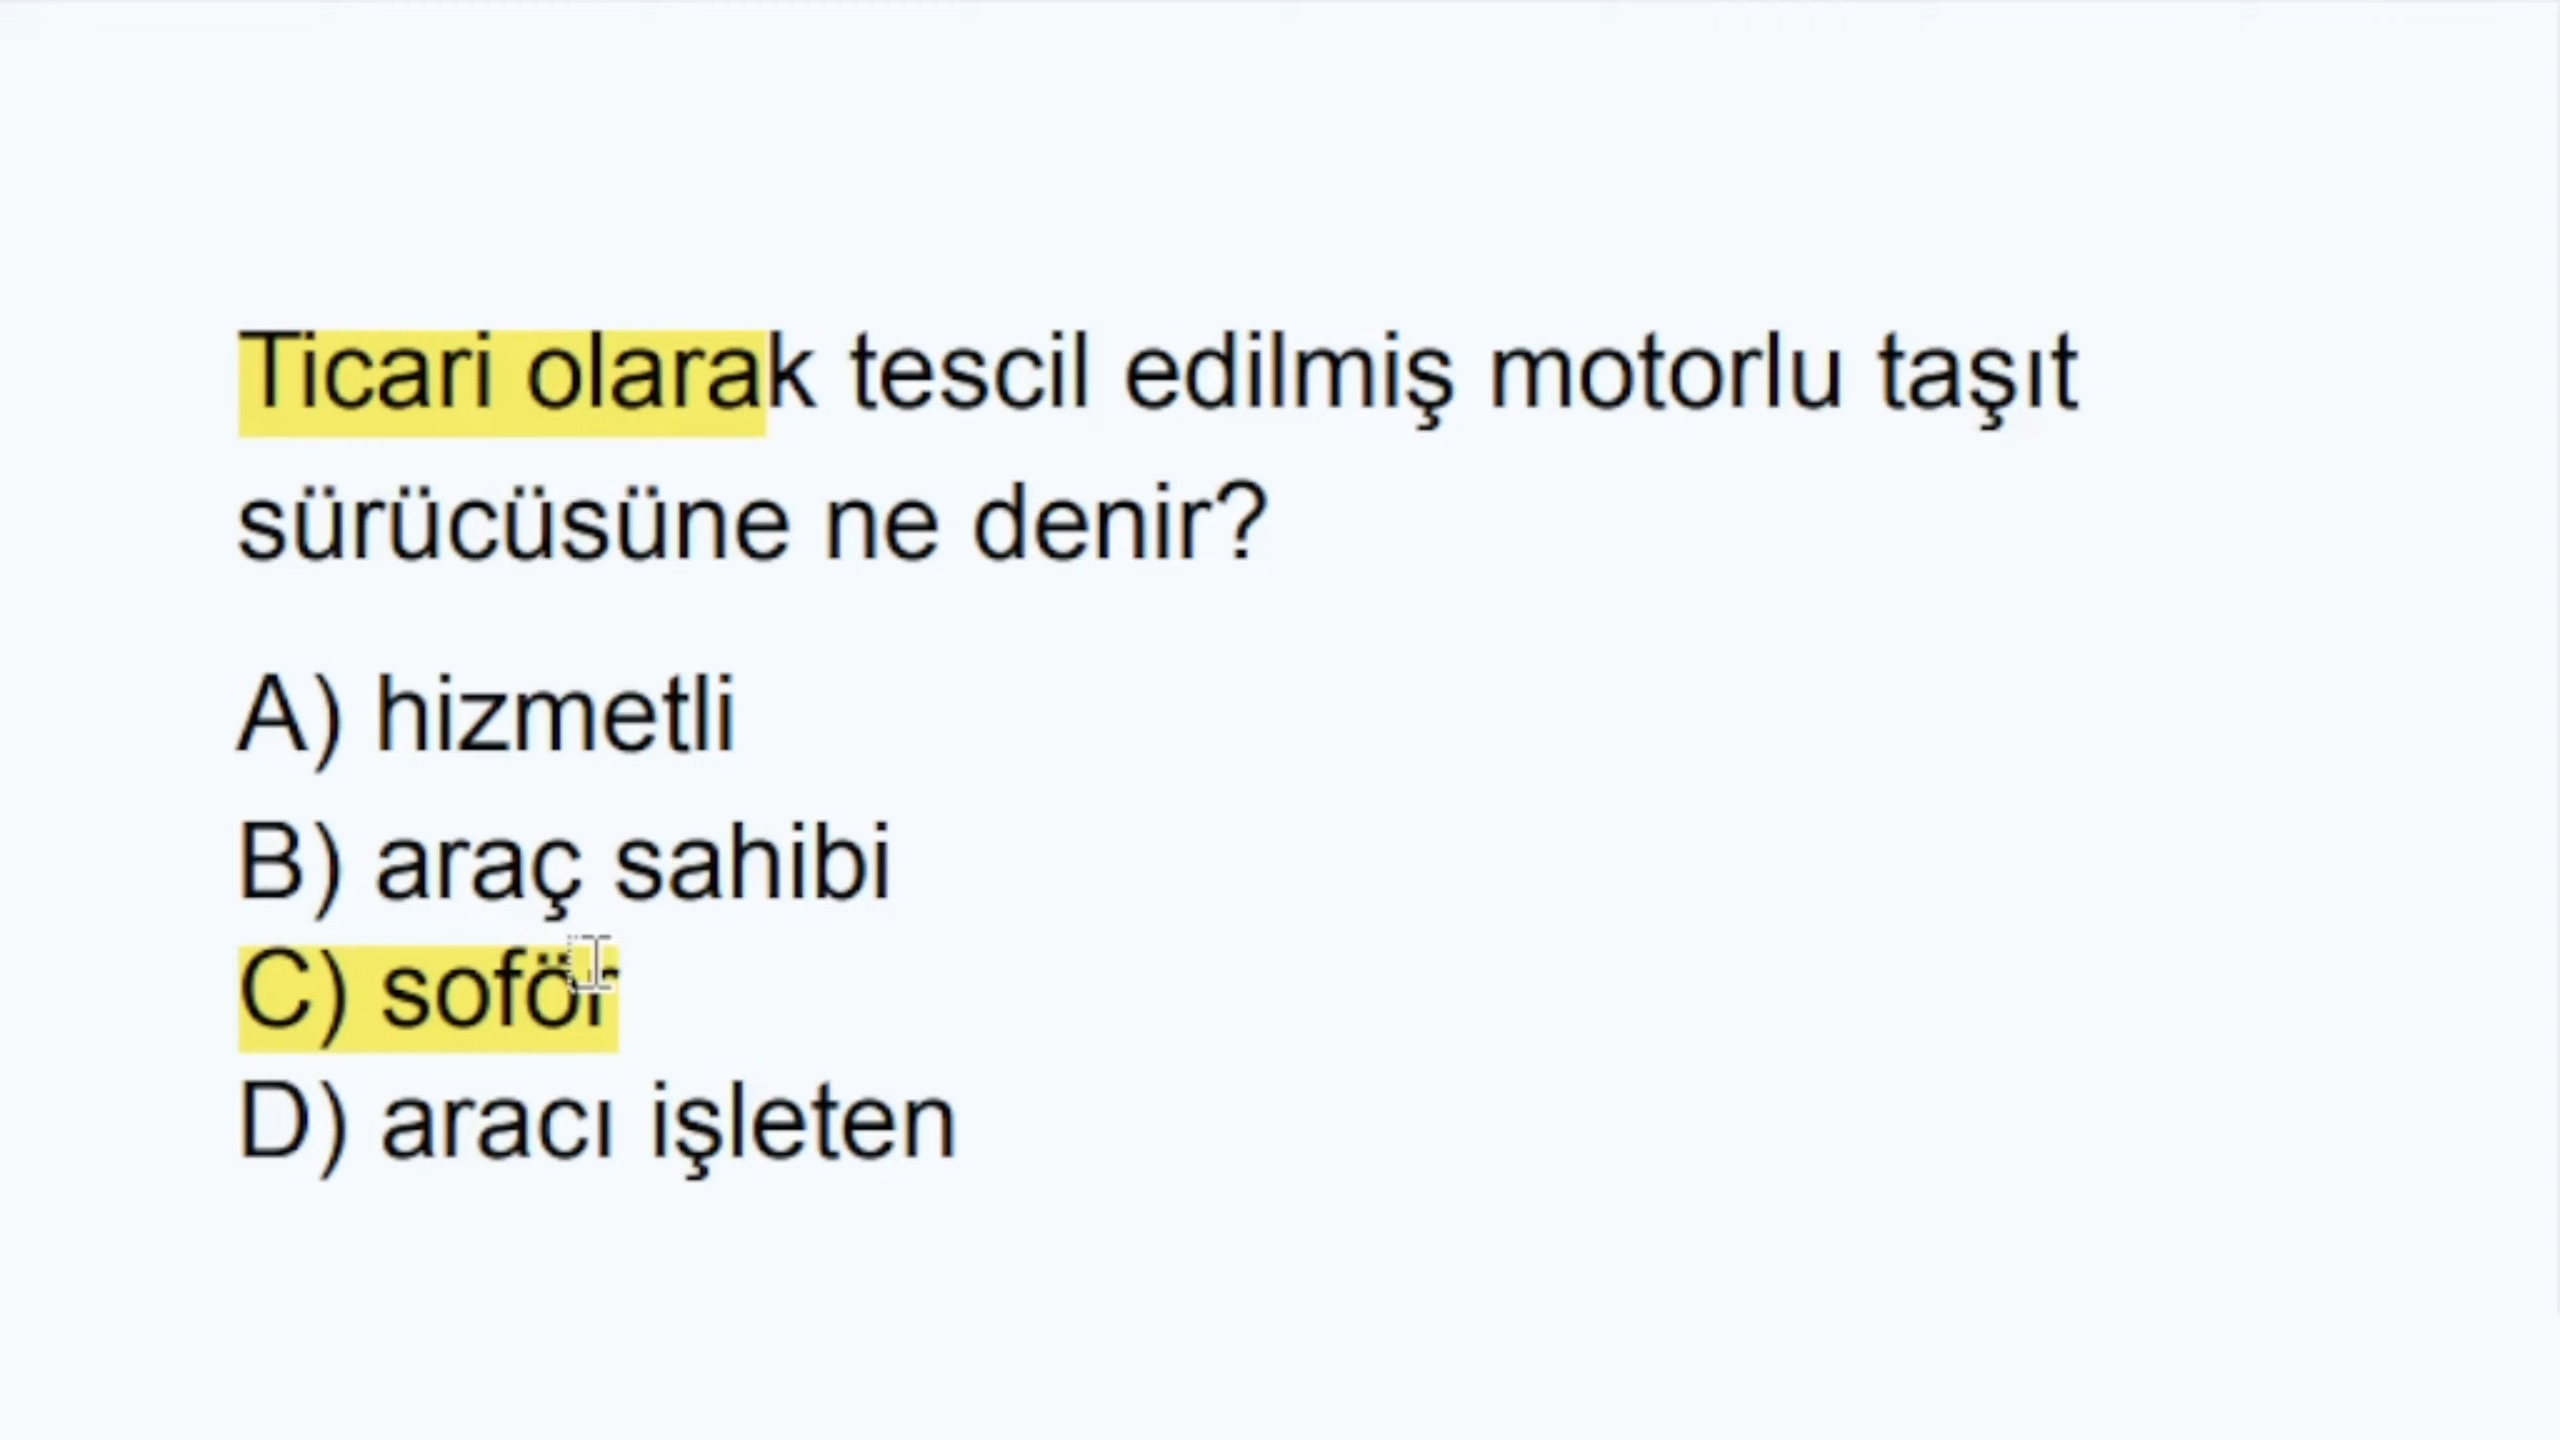 Ticari olarak tescil edilmiş motorlu taşıt
sürücüsüne ne denir?
A) hizmetli
B) araç sahibi
C) soför
D) aracı işleten